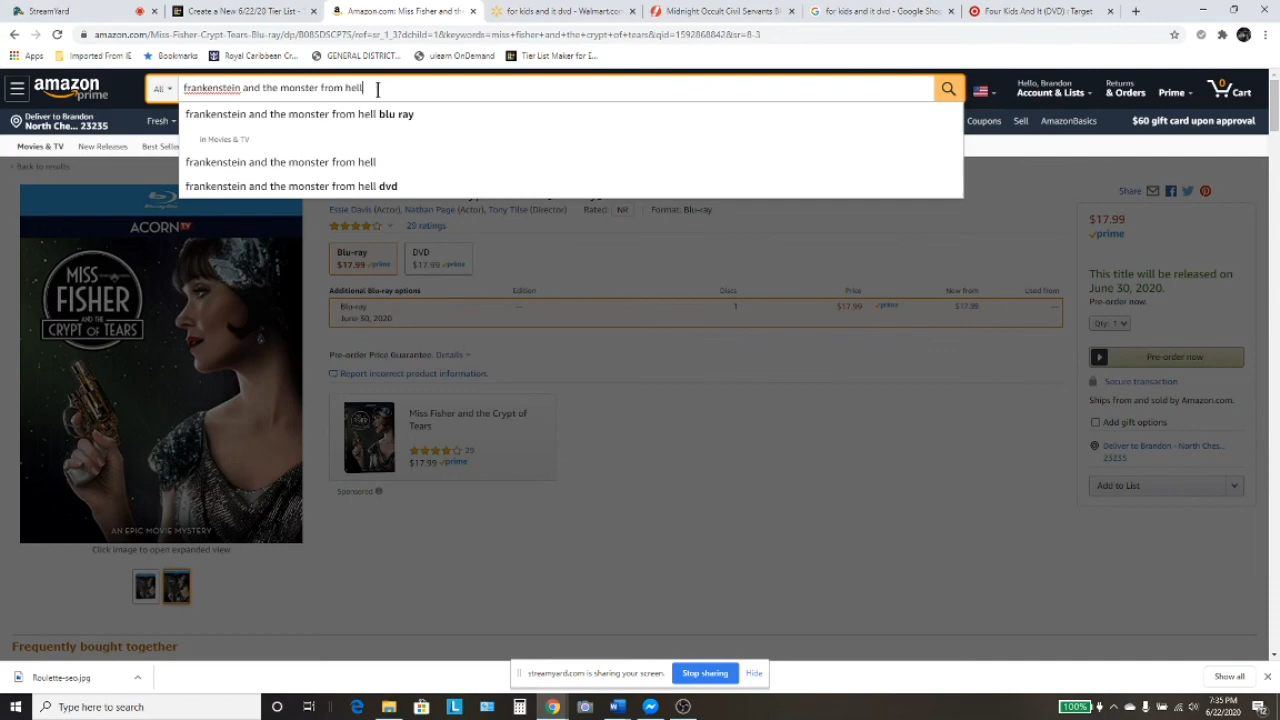 StreamYard
Create a New 6/22/20 Tier List -
Amazon.com: Miss Fisher and th
for kids and it dvd - Walmart.com
Midnight Occult Civil Servants S
for kids and it dvd - Google Sho
Four Kids And It (DVD) : Target
amazon.com/Miss-Fisher-Crypt-Tears-Blu-ray/dp/B085DSCP7S/ref=sr_1_3?dchild=1&keywords=miss+fisher+and+the+crypt+of+tears&qid=1592868842&sr=8-3
Apps
Imported From IE
Bookmarks
Royal Caribbean Cr...
GENERAL DISTRICT...
ulearn OnDemand
Tier List Maker for I...
amazon prime
All
frankenstein and the monster from hell
Hello, Brandon
Account & Lists
Returns
& Orders
Prime
0
Cart
Deliver to Brandon
North Che... 23235
Fresh
Coupons
Sell
AmazonBasics
$60 gift card upon approval
frankenstein and the monster from hell blu ray
in Movies & TV
frankenstein and the monster from hell
frankenstein and the monster from hell dvd
Movies & TV
New Releases
Best Selle
‹ Back to results
Essie Davis (Actor), Nathan Page (Actor), Tony Tilse (Director)
Rated: NR
Format: Blu-ray
29 ratings
Share
Blu-ray
$17.99 prime
DVD
$17.99 prime
Additional Blu-ray options
Edition
Discs
Price
New from
Used from
Blu-ray
June 30, 2020
—
1
$17.99
prime
$17.99
—
Pre-order Price Guarantee. Details
Report incorrect product information.
Miss Fisher and the Crypt of
Tears
29
$17.99 prime
Sponsored
$17.99
prime
This title will be released on
June 30, 2020.
Pre-order now.
Qty: 1
Pre-order now
Secure transaction
Ships from and sold by Amazon.com.
Add gift options
Deliver to Brandon - North Ches...
23235
Add to List
Blu-ray
ACORN TV
MISS
FISHER
AND THE
CRYPT OF TEARS
AN EPIC MOVIE MYSTERY
Click image to open expanded view
Frequently bought together
Roulette-seo.jpg
streamyard.com is sharing your screen.
Stop sharing
Hide
Show all
Type here to search
100%
7:35 PM
6/22/2020